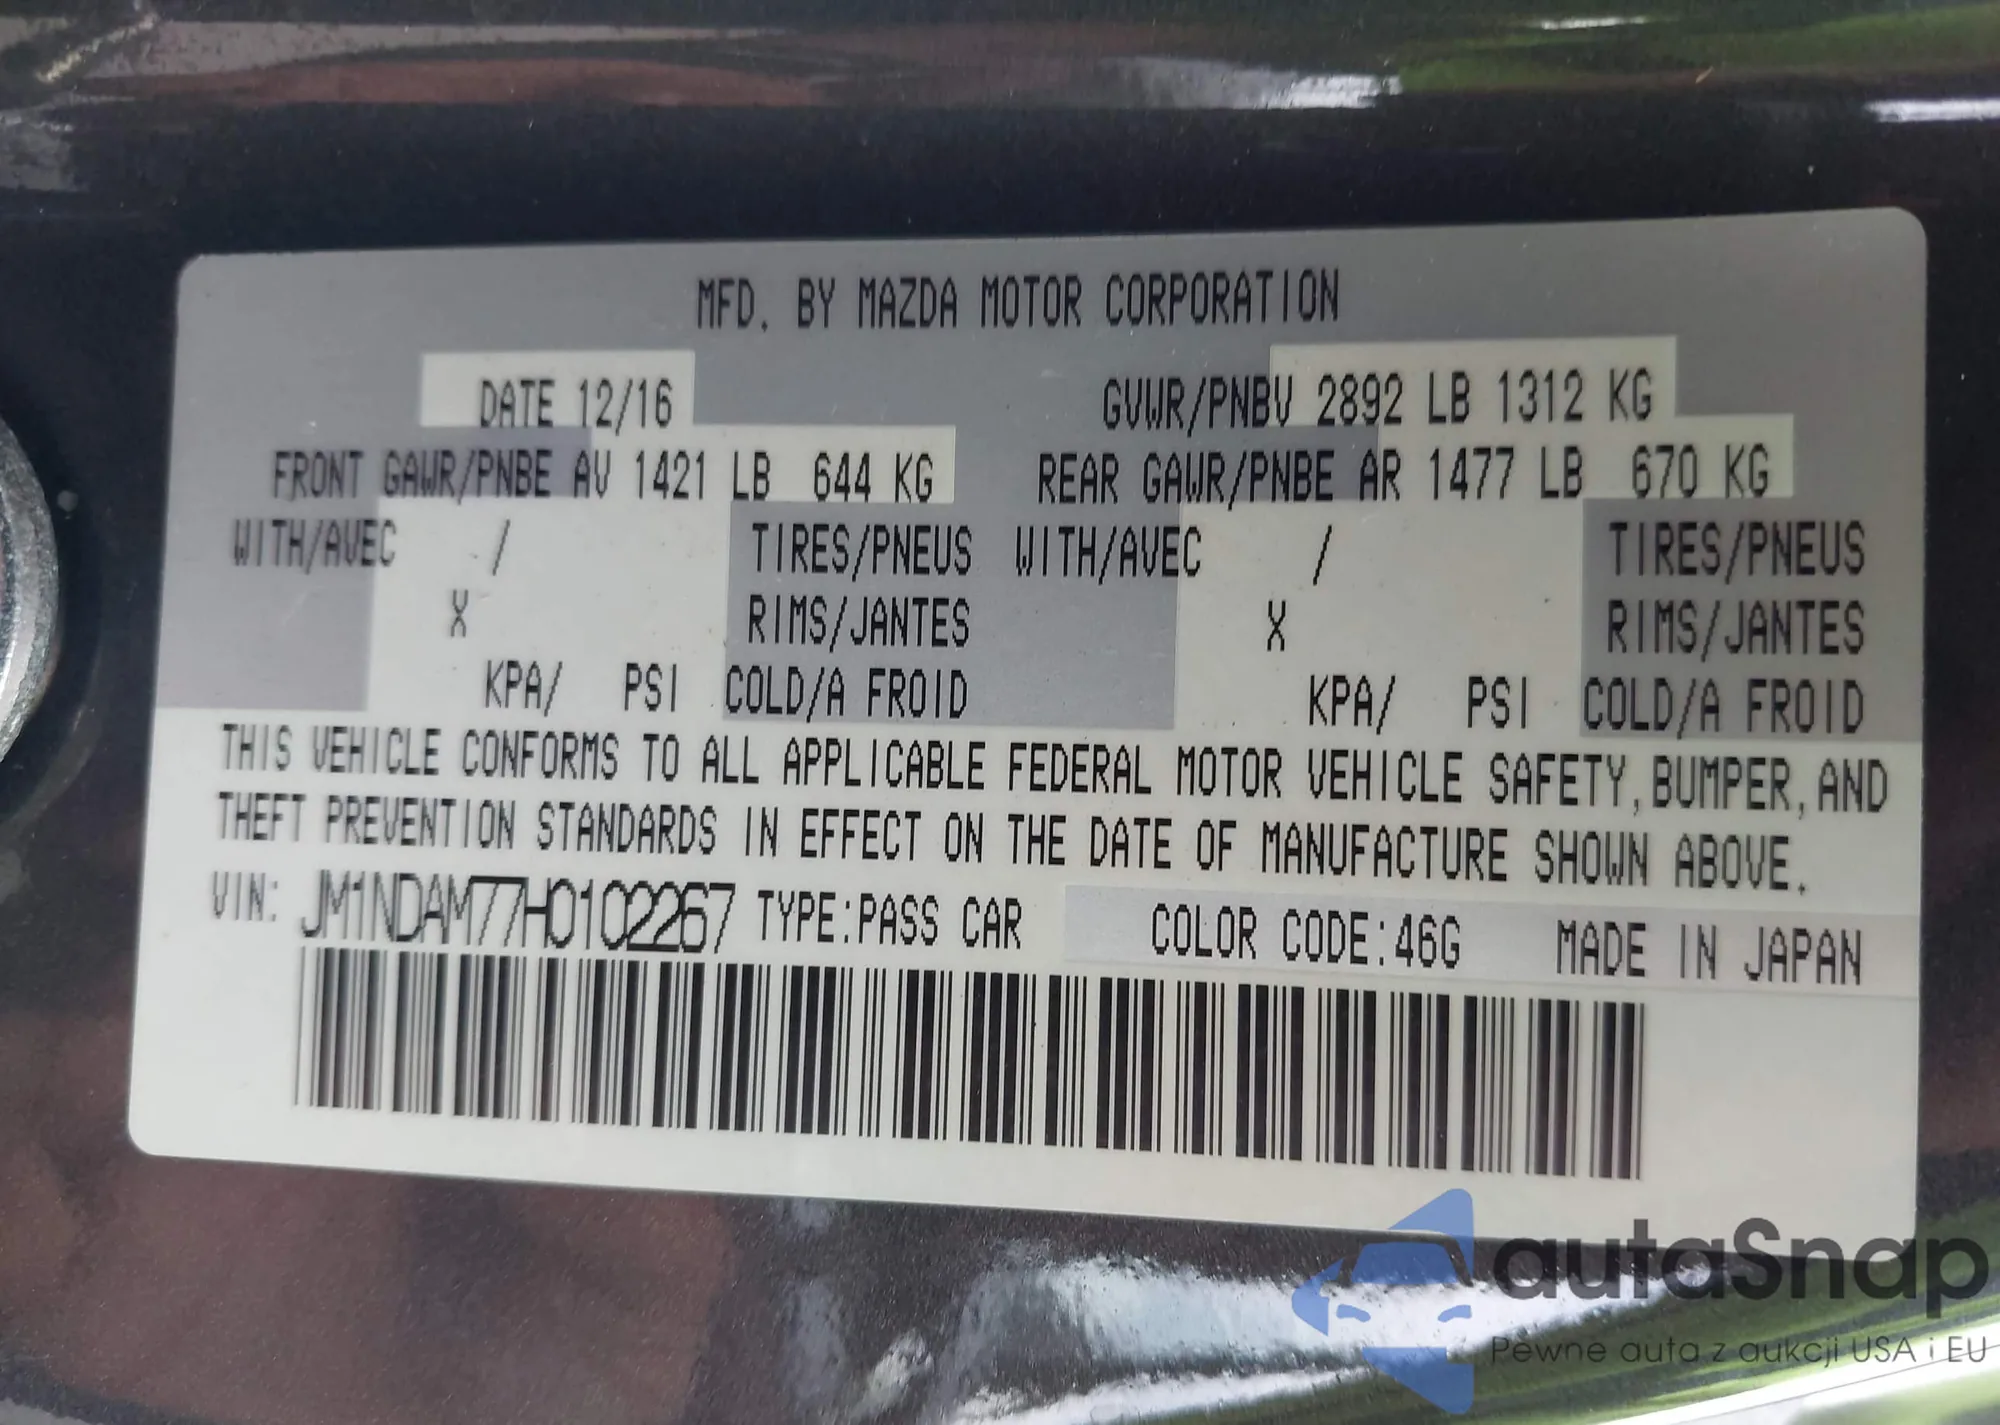 MFD. BY MAZDA MOTOR CORPORATION
DATE 12/16 GVWR/PNBV 2892 LB 1312 KG
FRONT GAWR/PNBE AV 1421 LB 644 KG REAR GAWR/PNBE AR 1477 LB 670 KG
WITH/AVEC / TIRES/PNEUS WITH/AVEC / TIRES/PNEUS
X RIMS/JANTES X RIMS/JANTES
KPA/ PSI COLD/A FROID KPA/ PSI COLD/A FROID
THIS VEHICLE CONFORMS TO ALL APPLICABLE FEDERAL MOTOR VEHICLE SAFETY, BUMPER, AND
THEFT PREVENTION STANDARDS IN EFFECT ON THE DATE OF MANUFACTURE SHOWN ABOVE.
VIN: JM1NDAM77H0102267 TYPE:PASS CAR COLOR CODE:46G MADE IN JAPAN
autaSnap
Pewne auta z aukcji USA i EU